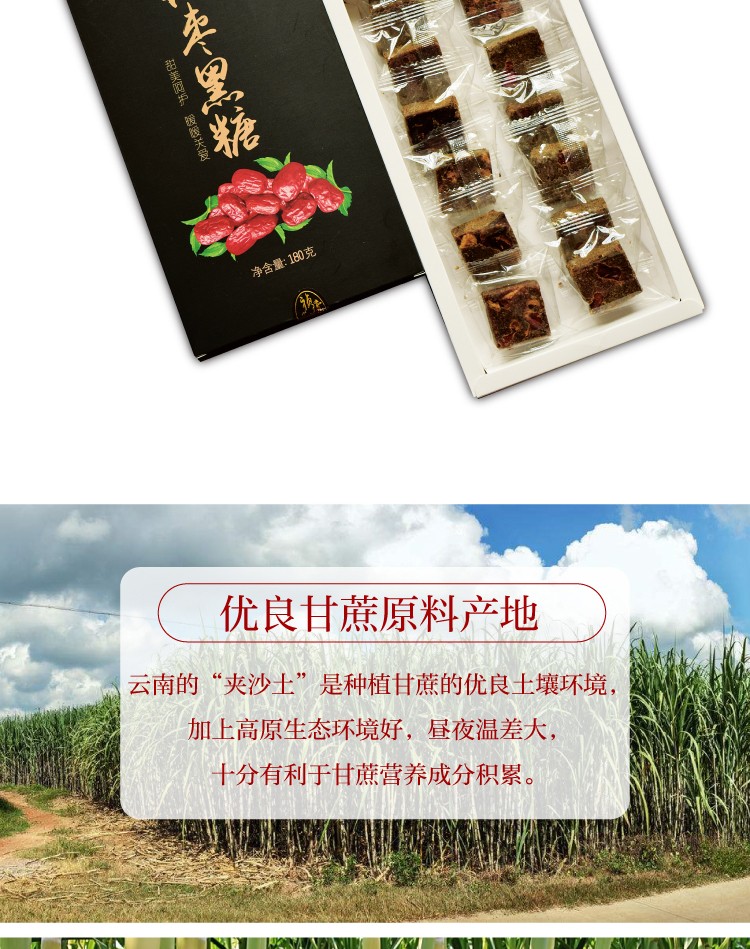 枣黑糖
甜美呵护 暖暖关爱
净含量: 180克
优良甘蔗原料产地
云南的“夹沙土”是种植甘蔗的优良土壤环境，
加上高原生态环境好，昼夜温差大，
十分有利于甘蔗营养成分积累。